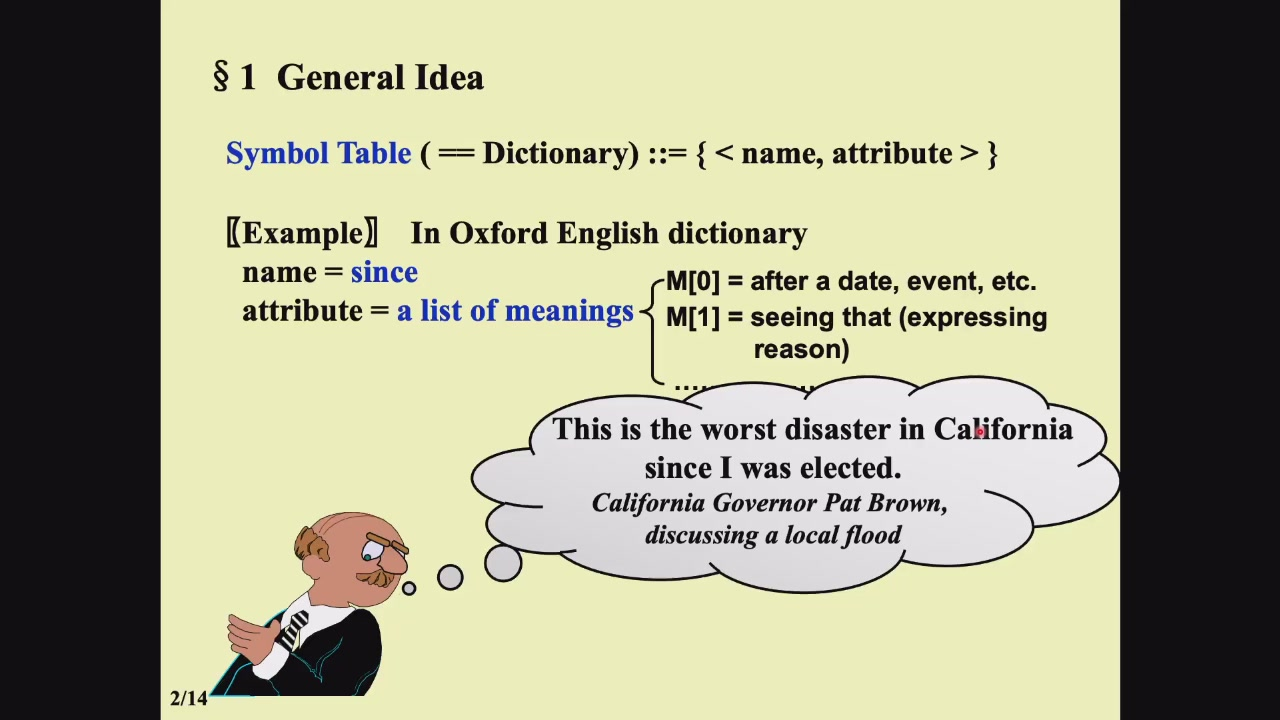 § 1 General Idea
Symbol Table ( == Dictionary) ::= { < name, attribute > }
〖Example〗 In Oxford English dictionary
name = since
attribute = a list of meanings
M[0] = after a date, event, etc.
M[1] = seeing that (expressing
reason)
This is the worst disaster in California
since I was elected.
California Governor Pat Brown,
discussing a local flood
2/14